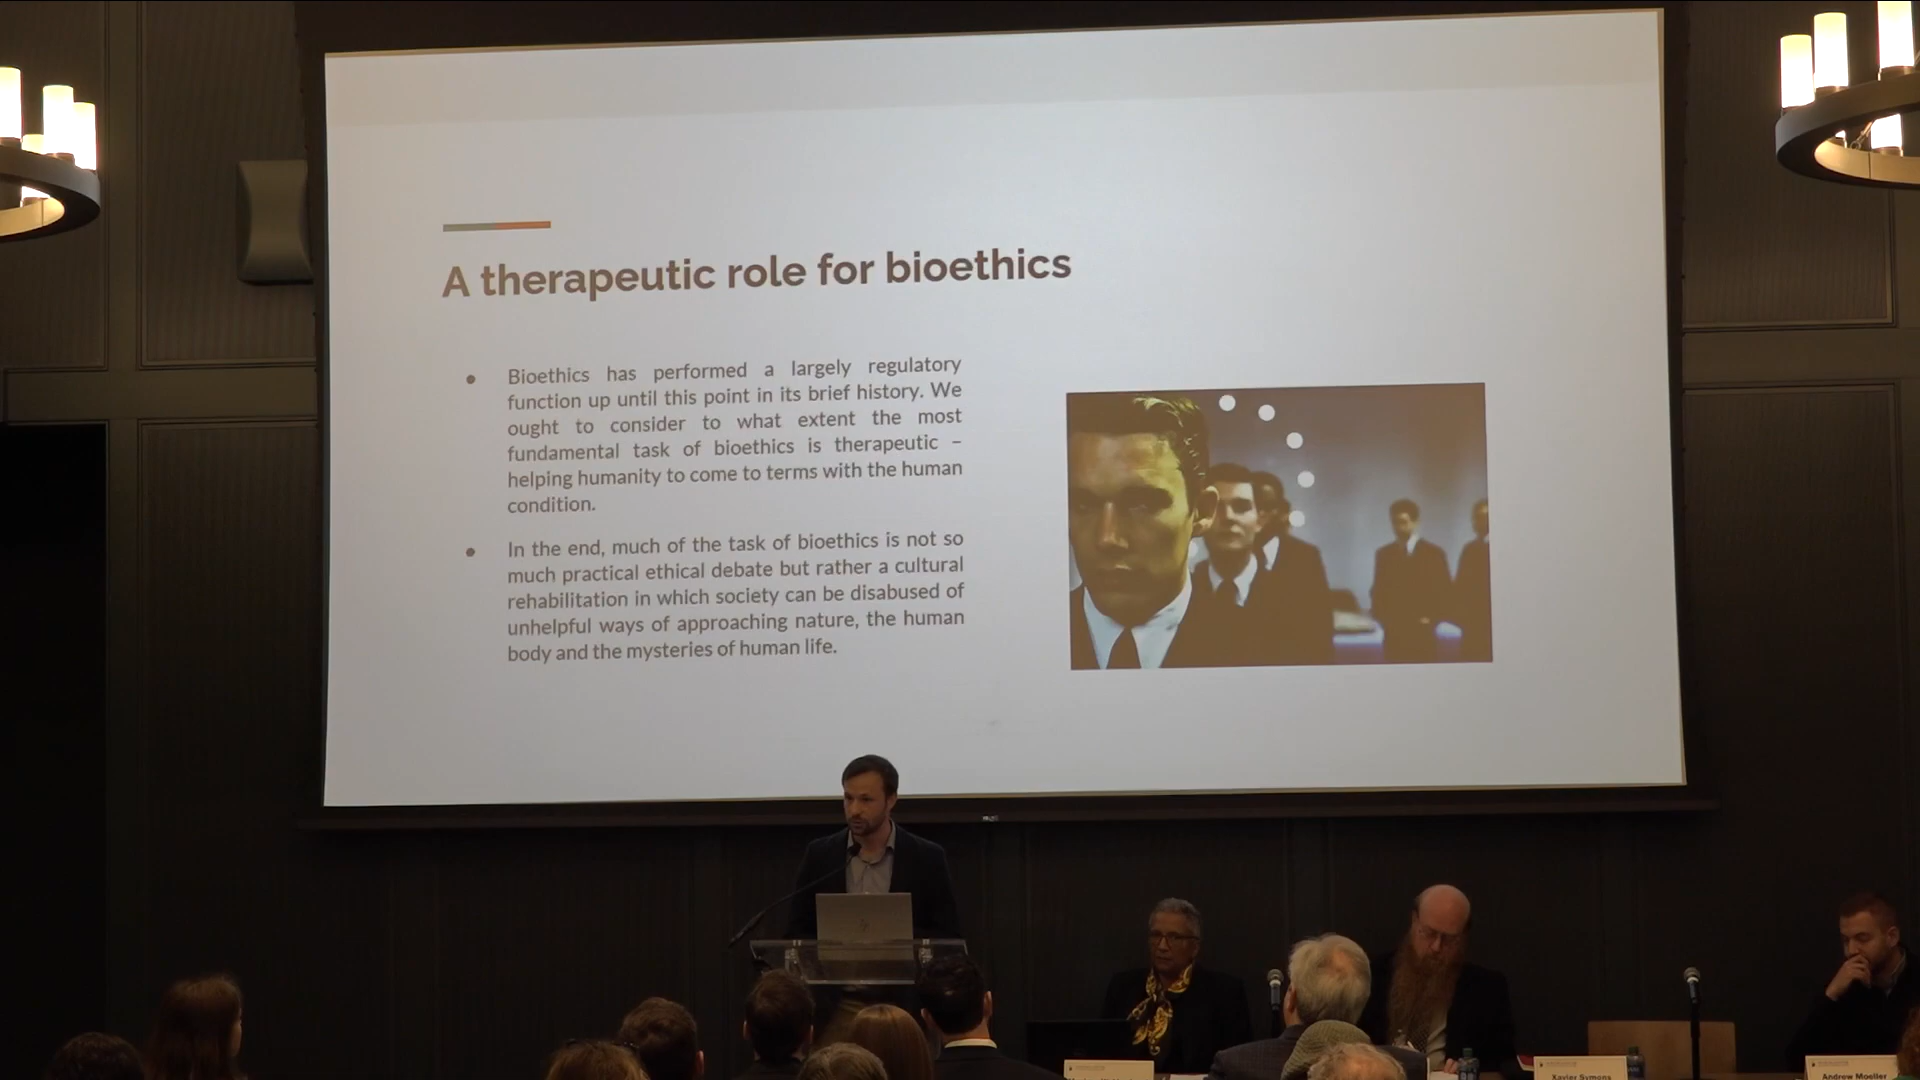 A therapeutic role for bioethics
● Bioethics has performed a largely regulatory
function up until this point in its brief history. We
ought to consider to what extent the most
fundamental task of bioethics is therapeutic –
helping humanity to come to terms with the human
condition.
● In the end, much of the task of bioethics is not so
much practical ethical debate but rather a cultural
rehabilitation in which society can be disabused of
unhelpful ways of approaching nature, the human
body and the mysteries of human life.
Xavier Symons
Andrew Moeller